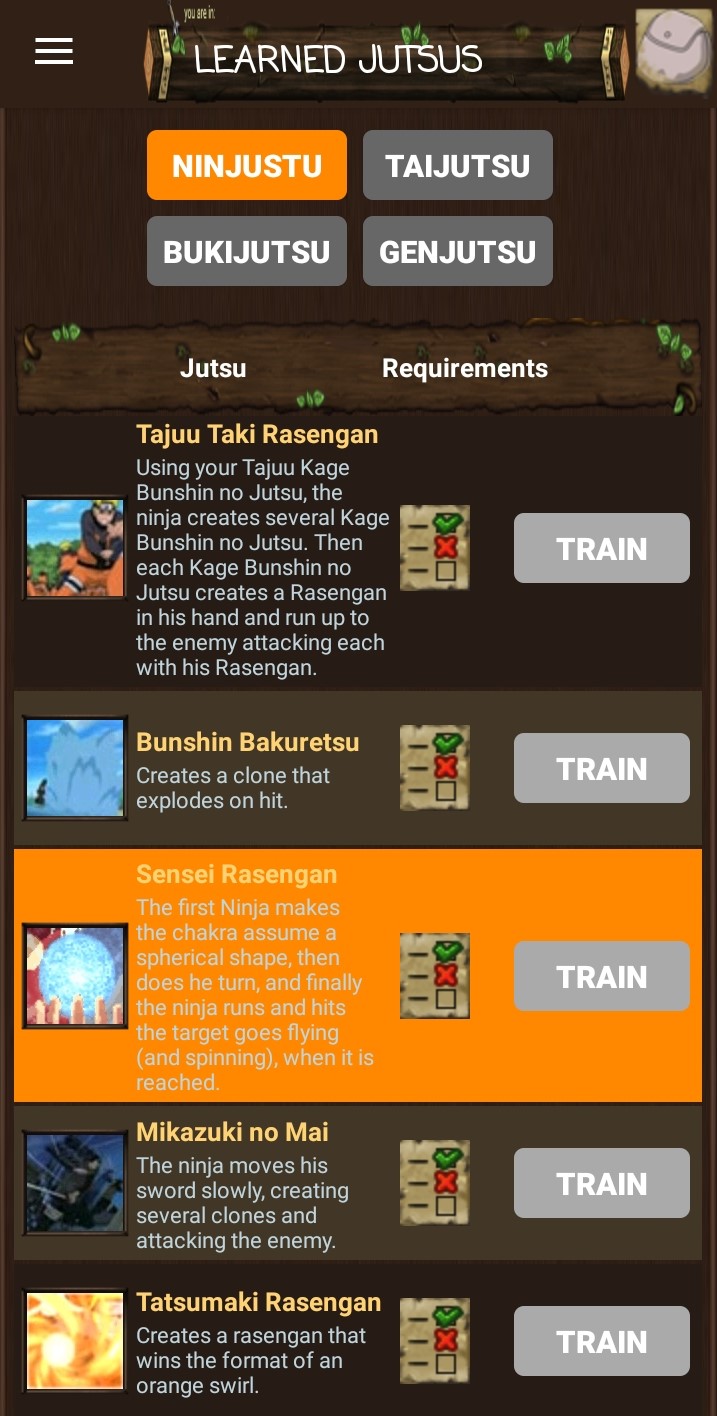 you are in:
LEARNED JUTSUS
NINJUSTU
TAIJUTSU
BUKIJUTSU
GENJUTSU
Jutsu
Requirements
Tajuu Taki Rasengan
Using your Tajuu Kage
Bunshin no Jutsu, the
ninja creates several Kage
Bunshin no Jutsu. Then
each Kage Bunshin no
Jutsu creates a Rasengan
in his hand and run up to
the enemy attacking each
with his Rasengan.
TRAIN
Bunshin Bakuretsu
Creates a clone that
explodes on hit.
TRAIN
Sensei Rasengan
The first Ninja makes
the chakra assume a
spherical shape, then
does he turn, and finally
the ninja runs and hits
the target goes flying
(and spinning), when it is
reached.
TRAIN
Mikazuki no Mai
The ninja moves his
sword slowly, creating
several clones and
attacking the enemy.
TRAIN
Tatsumaki Rasengan
Creates a rasengan that
wins the format of an
orange swirl.
TRAIN